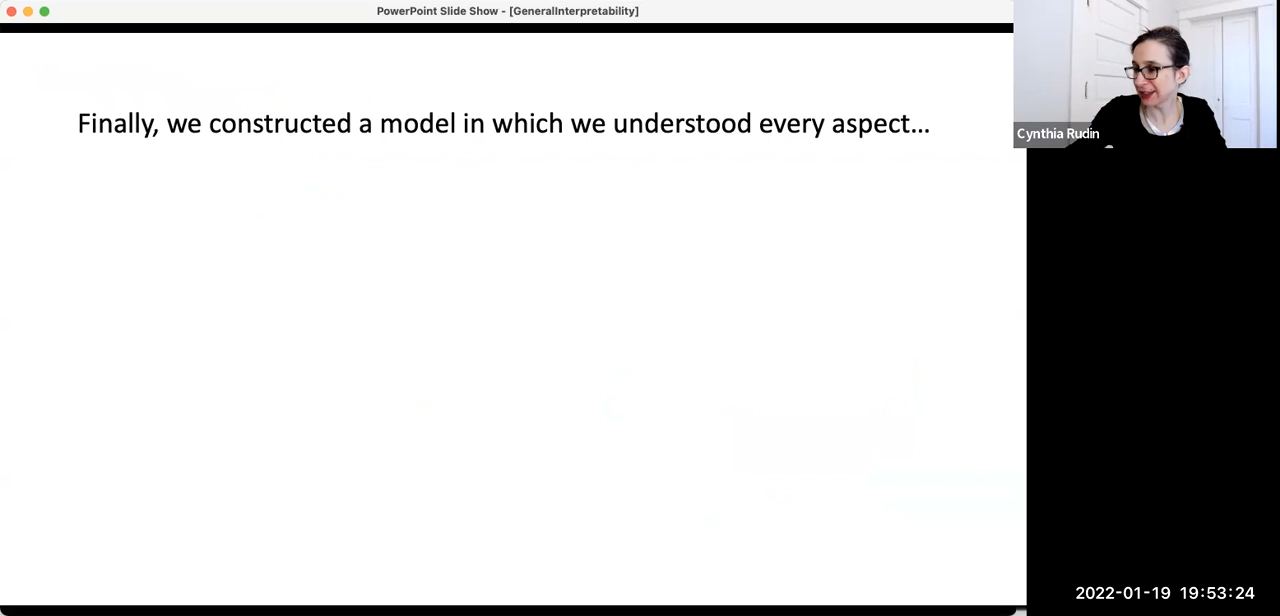 PowerPoint Slide Show - [GeneralInterpretability]
Finally, we constructed a model in which we understood every aspect...
Cynthia Rudin
2022-01-19 19:53:24